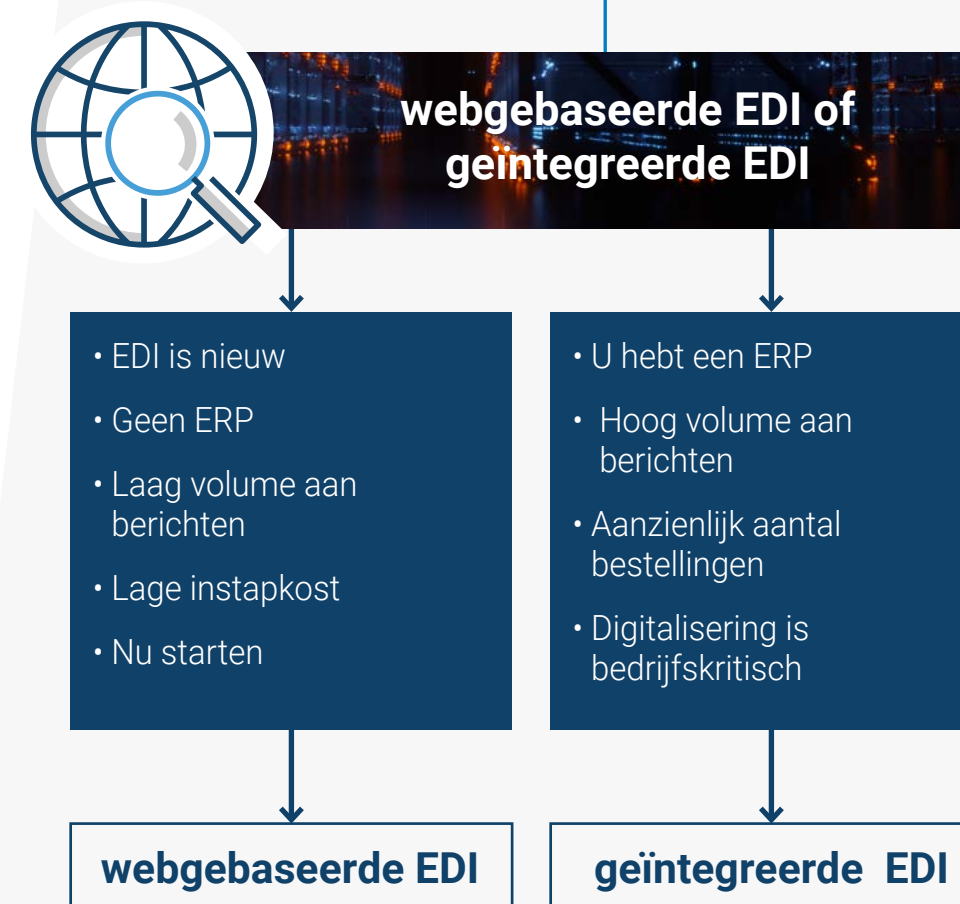 webgebaseerde EDI of
geïntegreerde EDI
• EDI is nieuw
• Geen ERP
• Laag volume aan
berichten
• Lage instapkost
• Nu starten
• U hebt een ERP
• Hoog volume aan
berichten
• Aanzienlijk aantal
bestellingen
• Digitalisering is
bedrijfskritisch
webgebaseerde EDI
geïntegreerde EDI